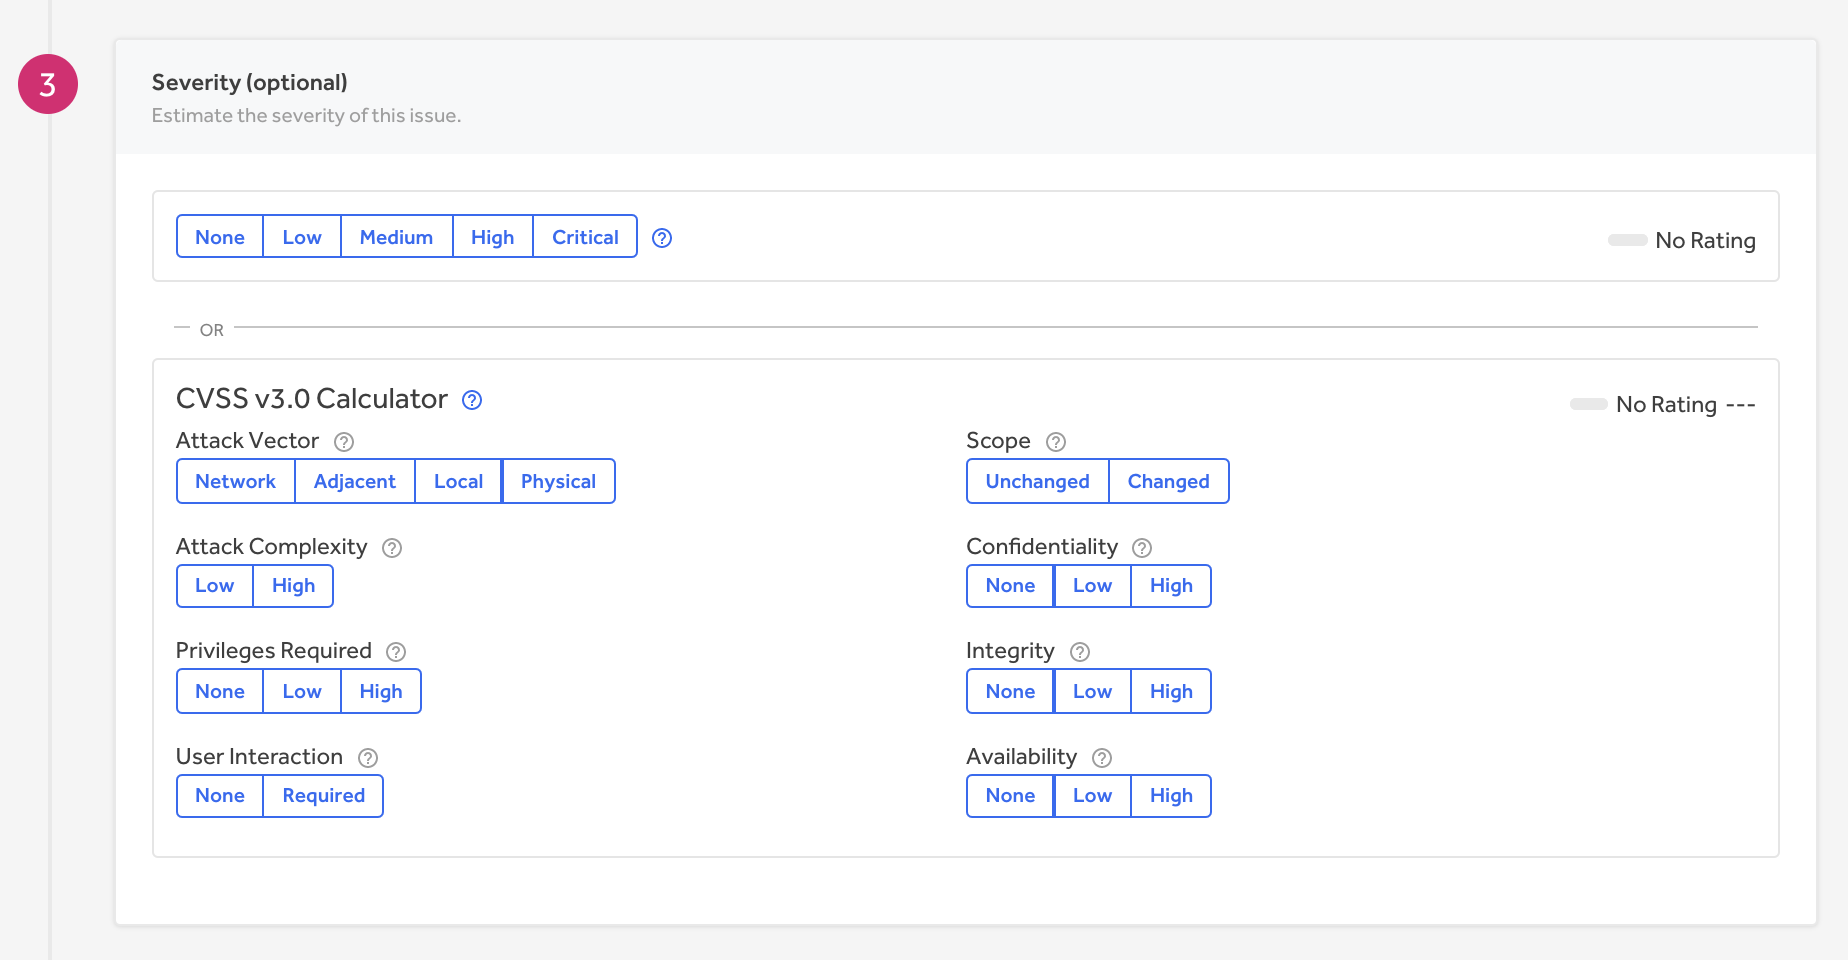 3
Severity (optional)
Estimate the severity of this issue.
None Low Medium High Critical ?
No Rating
OR
CVSS v3.0 Calculator ?
No Rating ---
Attack Vector ?
Network Adjacent Local Physical
Attack Complexity ?
Low High
Privileges Required ?
None Low High
User Interaction ?
None Required
Scope ?
Unchanged Changed
Confidentiality ?
None Low High
Integrity ?
None Low High
Availability ?
None Low High